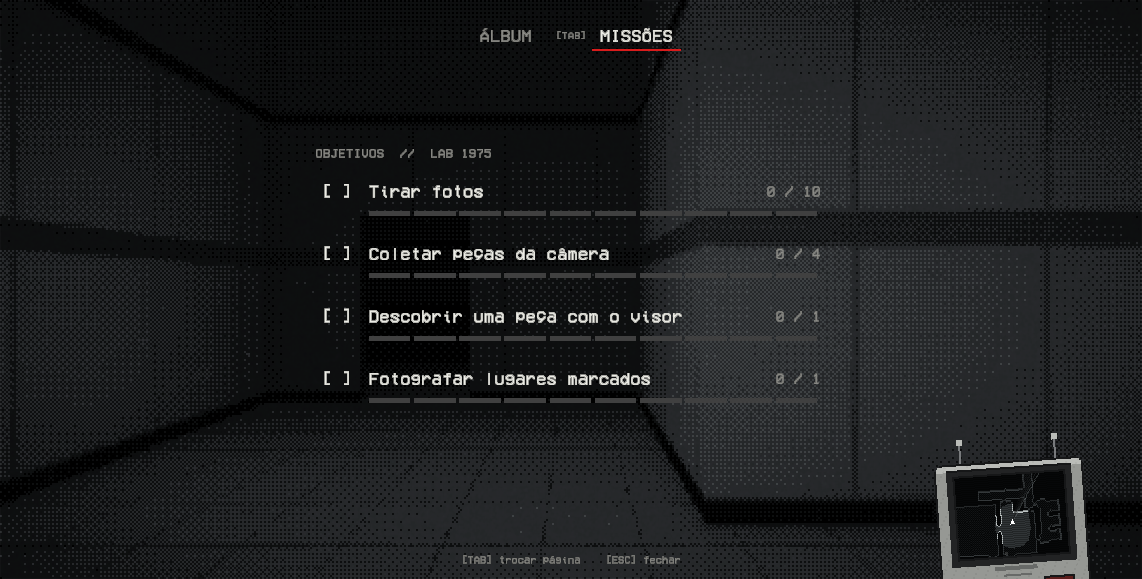 ÁLBUM [TAB] MISSÕES
OBJETIVOS // LAB 1975
[ ] Tirar fotos 0 / 10
[ ] Coletar peças da câmera 0 / 4
[ ] Descobrir uma peça com o visor 0 / 1
[ ] Fotografar lugares marcados 0 / 1
[TAB] trocar página [ESC] fechar